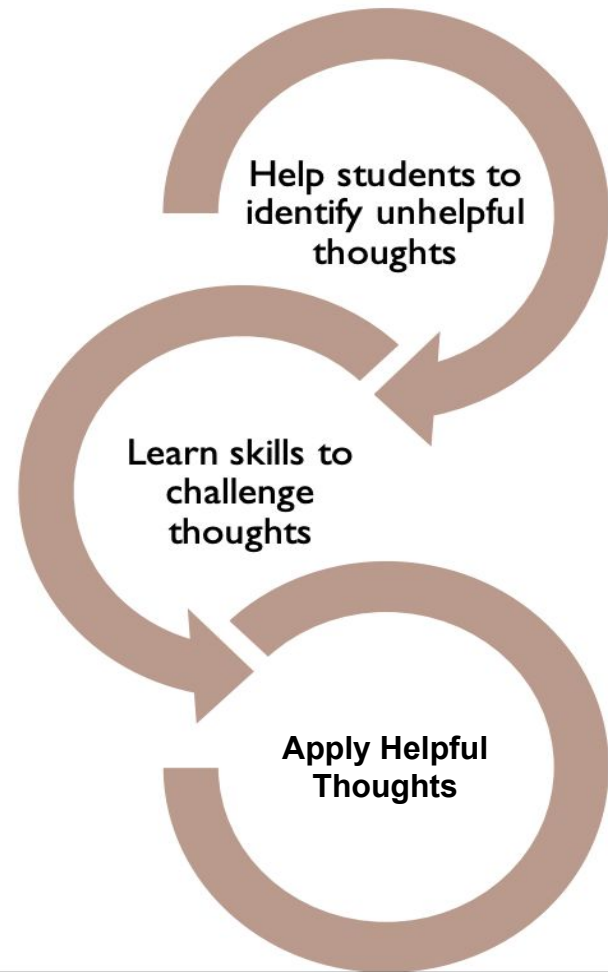 Help students to
identify unhelpful
thoughts
Learn skills to
challenge
thoughts
Apply Helpful
Thoughts